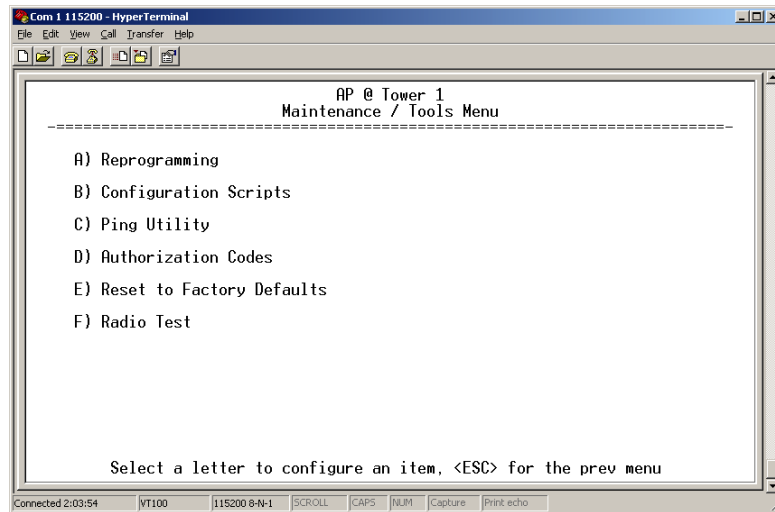 Com 1 115200 - HyperTerminal
File Edit View Call Transfer Help
AP @ Tower 1
Maintenance / Tools Menu
-==========================================================================-
A) Reprogramming
B) Configuration Scripts
C) Ping Utility
D) Authorization Codes
E) Reset to Factory Defaults
F) Radio Test
Select a letter to configure an item, <ESC> for the prev menu
Connected 2:03:54 VT100 115200 8-N-1 SCROLL CAPS NUM Capture Print echo